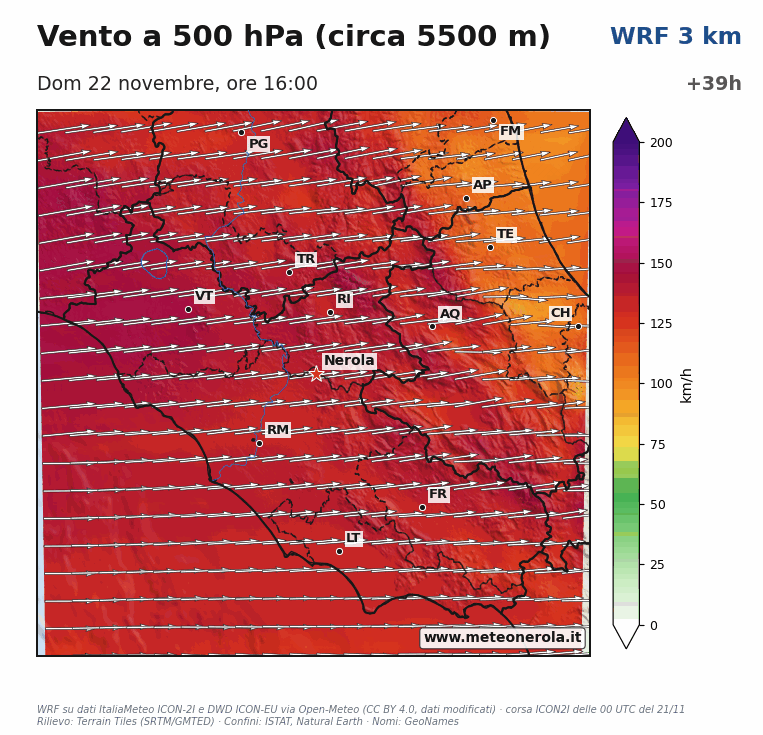 Vento a 500 hPa (circa 5500 m)
WRF 3 km
Dom 22 novembre, ore 16:00
+39h
FM
PG
AP
TE
TR
VT
RI
AQ
CH
Nerola
RM
FR
LT
www.meteonerola.it
200
175
150
125
100
75
50
25
0
km/h
WRF su dati ItaliaMeteo ICON-2I e DWD ICON-EU via Open-Meteo (CC BY 4.0, dati modificati) · corsa ICON2I delle 00 UTC del 21/11
Rilievo: Terrain Tiles (SRTM/GMTED) · Confini: ISTAT, Natural Earth · Nomi: GeoNames